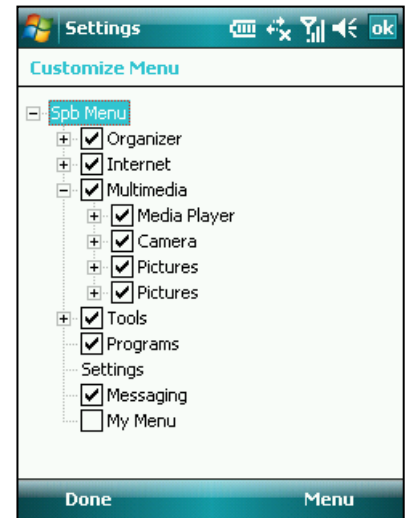 Settings ok
Customize Menu
Spb Menu
Organizer
Internet
Multimedia
Media Player
Camera
Pictures
Pictures
Tools
Programs
Settings
Messaging
My Menu
Done Menu